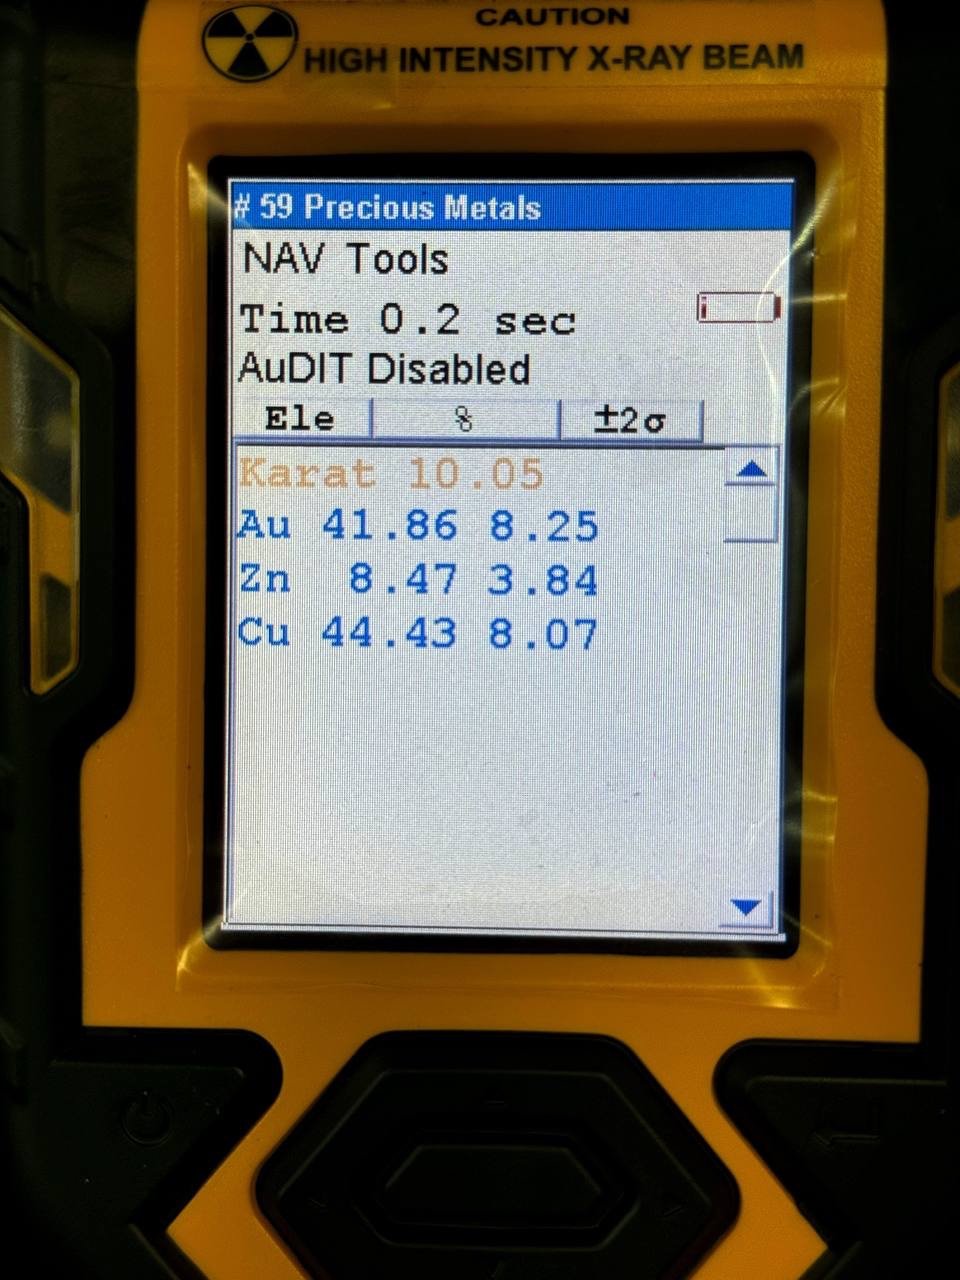 CAUTION
HIGH INTENSITY X-RAY BEAM
# 59 Precious Metals
NAV Tools
Time 0.2 sec
AuDIT Disabled
Ele % ±2σ
Karat 10.05
Au 41.86 8.25
Zn 8.47 3.84
Cu 44.43 8.07